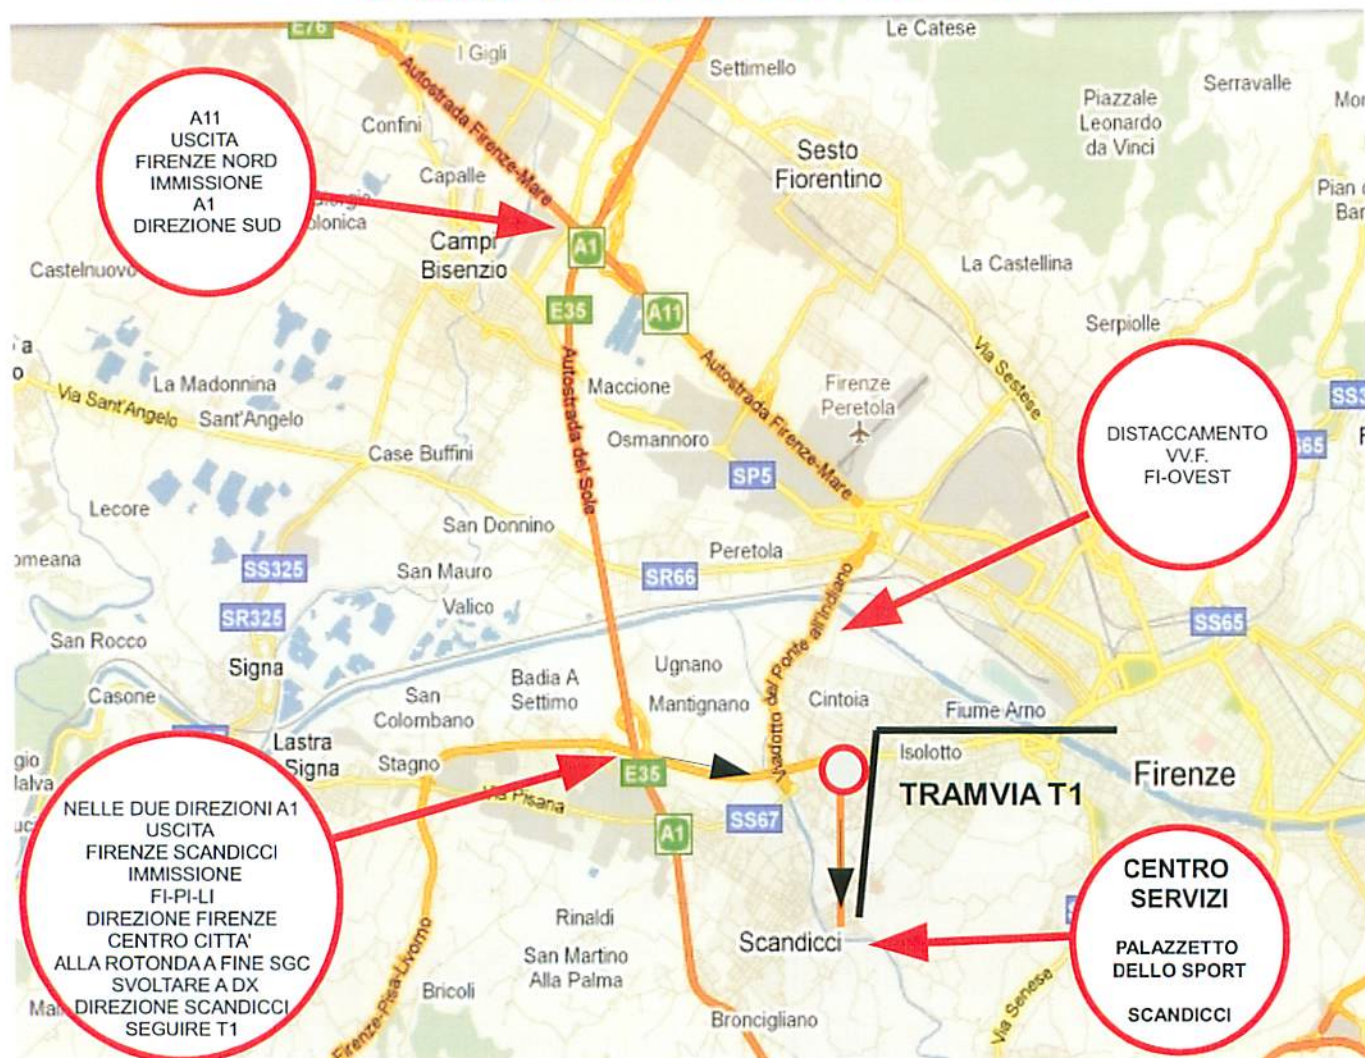 E76
Le Catese
I Gigli
Settimello
Serravalle
Piazzale
Leonardo
da Vinci
Autostrada Firenze-Mare
A11
USCITA
FIRENZE NORD
IMMISSIONE
A1
DIREZIONE SUD
Confini
Capalle
Sesto
Fiorentino
Campi
Bisenzio
A1
Castelnuovo
La Castellina
E35
A11
Serpiolle
Autostrada del Sole
Autostrada Firenze-Mare
Via Sestese
La Madonnina
Maccione
Firenze
Peretola
Via Sant'Angelo
Sant'Angelo
Osmannoro
Case Buffini
SP5
DISTACCAMENTO
VV.F.
FI-OVEST
Lecore
San Donnino
Peretola
SS325
San Mauro
SR66
Valico
SR325
SS65
San Rocco
Signa
Viadotto del Ponte all'Indiano
Badia A
Settimo
Ugnano
Mantignano
Cintoia
Casone
San
Colombano
Fiume Arno
Lastra
Signa
Stagno
Isolotto
E35
Via Pisana
TRAMVIA T1
Firenze
A1
SS67
NELLE DUE DIREZIONI A1
USCITA
FIRENZE SCANDICCI
IMMISSIONE
FI-PI-LI
DIREZIONE FIRENZE
CENTRO CITTA'
ALLA ROTONDA A FINE SGC
SVOLTARE A DX
DIREZIONE SCANDICCI
SEGUIRE T1
CENTRO
SERVIZI
PALAZZETTO
DELLO SPORT
SCANDICCI
Rinaldi
Scandicci
San Martino
Alla Palma
Bricoli
Firenze-Pisa-Livorno
Broncigliano
Via Senese